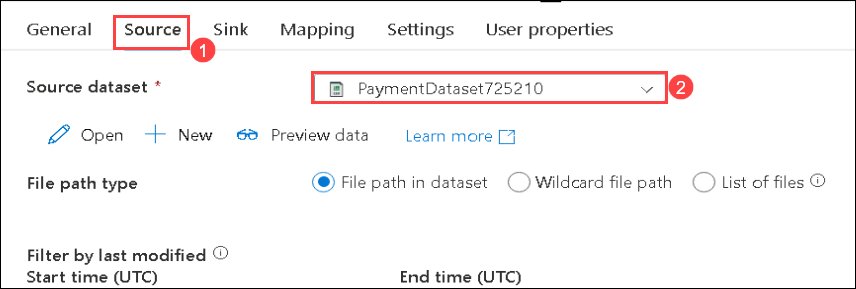 General Source Sink Mapping Settings User properties
1
Source dataset * PaymentDataset725210 2
Open New Preview data Learn more
File path type File path in dataset Wildcard file path List of files
Filter by last modified
Start time (UTC) End time (UTC)